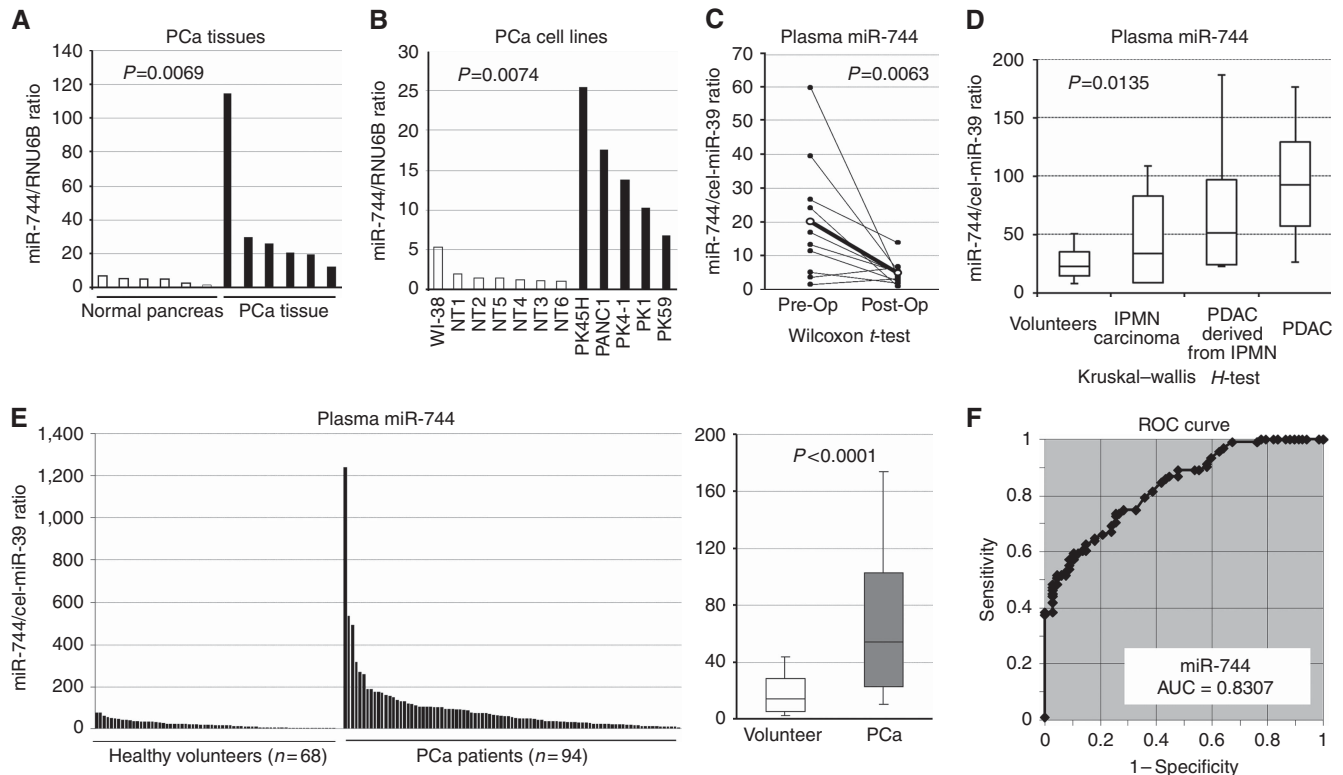 A
PCa tissues
P=0.0069
miR-744/RNU6B ratio
140
120
100
80
60
40
20
0
Normal pancreas
PCa tissue
B
PCa cell lines
P=0.0074
miR-744/RNU6B ratio
30
25
20
15
10
5
0
WI-38
NT1
NT2
NT5
NT4
NT3
NT6
PK45H
PANC1
PK4-1
PK1
PK59
C
Plasma miR-744
P=0.0063
miR-744/cel-miR-39 ratio
70
60
50
40
30
20
10
0
Pre-Op Post-Op
Wilcoxon t-test
D
Plasma miR-744
P=0.0135
miR-744/cel-miR-39 ratio
200
150
100
50
0
Volunteers
IPMN
carcinoma
PDAC
derived
from IPMN
PDAC
Kruskal–wallis H-test
E
Plasma miR-744
miR-744/cel-miR-39 ratio
1,400
1,200
1,000
800
600
400
200
0
Healthy volunteers (n=68)
PCa patients (n=94)
P<0.0001
200
160
120
80
40
0
Volunteer
PCa
F
ROC curve
Sensitivity
1
0.8
0.6
0.4
0.2
0
miR-744
AUC = 0.8307
0 0.2 0.4 0.6 0.8 1
1–Specificity